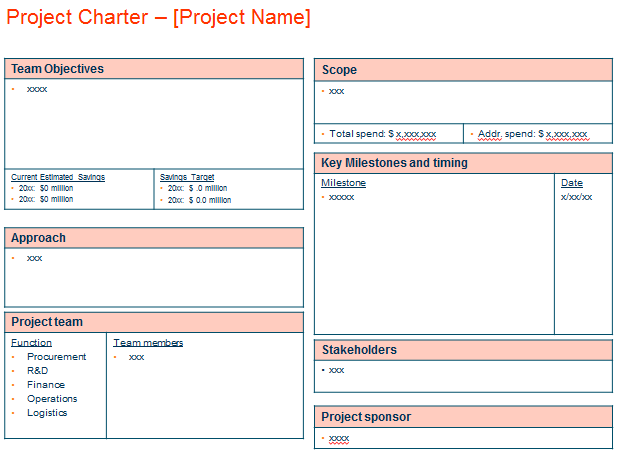 Project Charter – [Project Name]
Team Objectives
• xxxx
Current Estimated Savings
• 20xx: $0 million
• 20xx: $0 million
Savings Target
• 20xx: $ .0 million
• 20xx: $ 0.0 million
Approach
• xxx
Project team
Function
• Procurement
• R&D
• Finance
• Operations
• Logistics
Team members
• xxx
Scope
• xxx
• Total spend: $ x,xxx,xxx
• Addr. spend: $ x,xxx,xxx
Key Milestones and timing
Milestone
• xxxxx
Date
x/xx/xx
Stakeholders
• xxx
Project sponsor
• xxxx